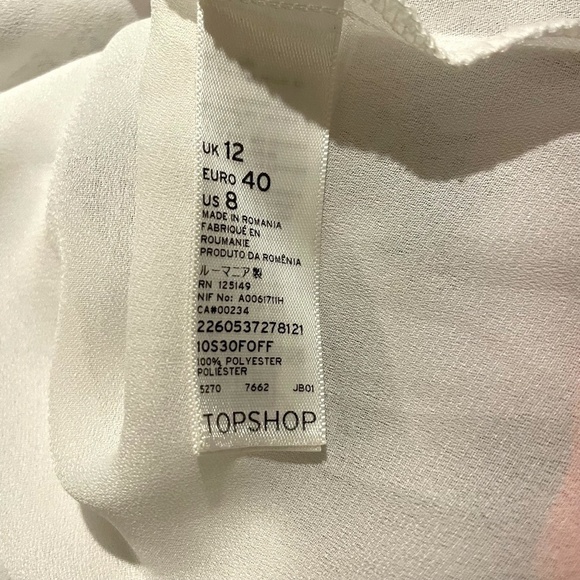 UK 12
EURO 40
US 8
MADE IN ROMANIA
FABRIQUÉ EN
ROUMANIE
PRODUTO DA ROMÊNIA
ルーマニア製
RN 125149
NIF No: A0061711H
CA#00234
2260537278121
10S30FOFF
100% POLYESTER
POLIÉSTER
5270 7662 JB01
TOPSHOP